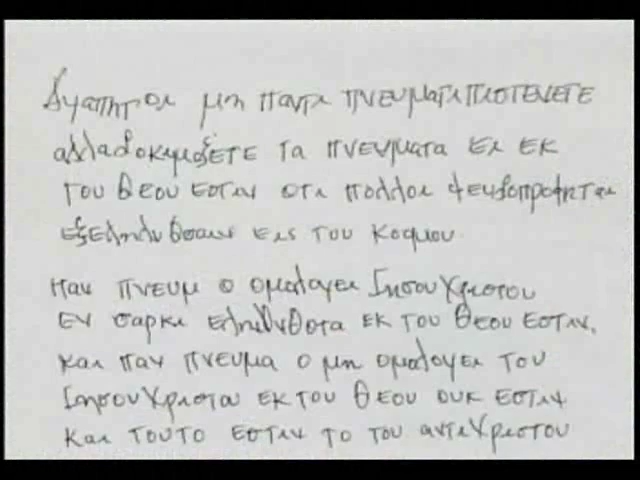 Αγαπητοι μη παντι πνευματι πιστευετε
αλλα δοκιμαξετε τα πνευματα ει εκ
του θεου εστιν οτι πολλοι ψευδοπροφηται
εξεληλυθασιν εις του κοσμου
παν πνευμ ο ομολογει Ιησου Χριστου
εν σαρκι εληλυθοτα εκ του θεου εστιν,
και παν πνευμα ο μη ομολογει του
Ιησου Χριστου εκ του θεου ουκ εστιν
και τουτο εστιν το του αντιχριστου